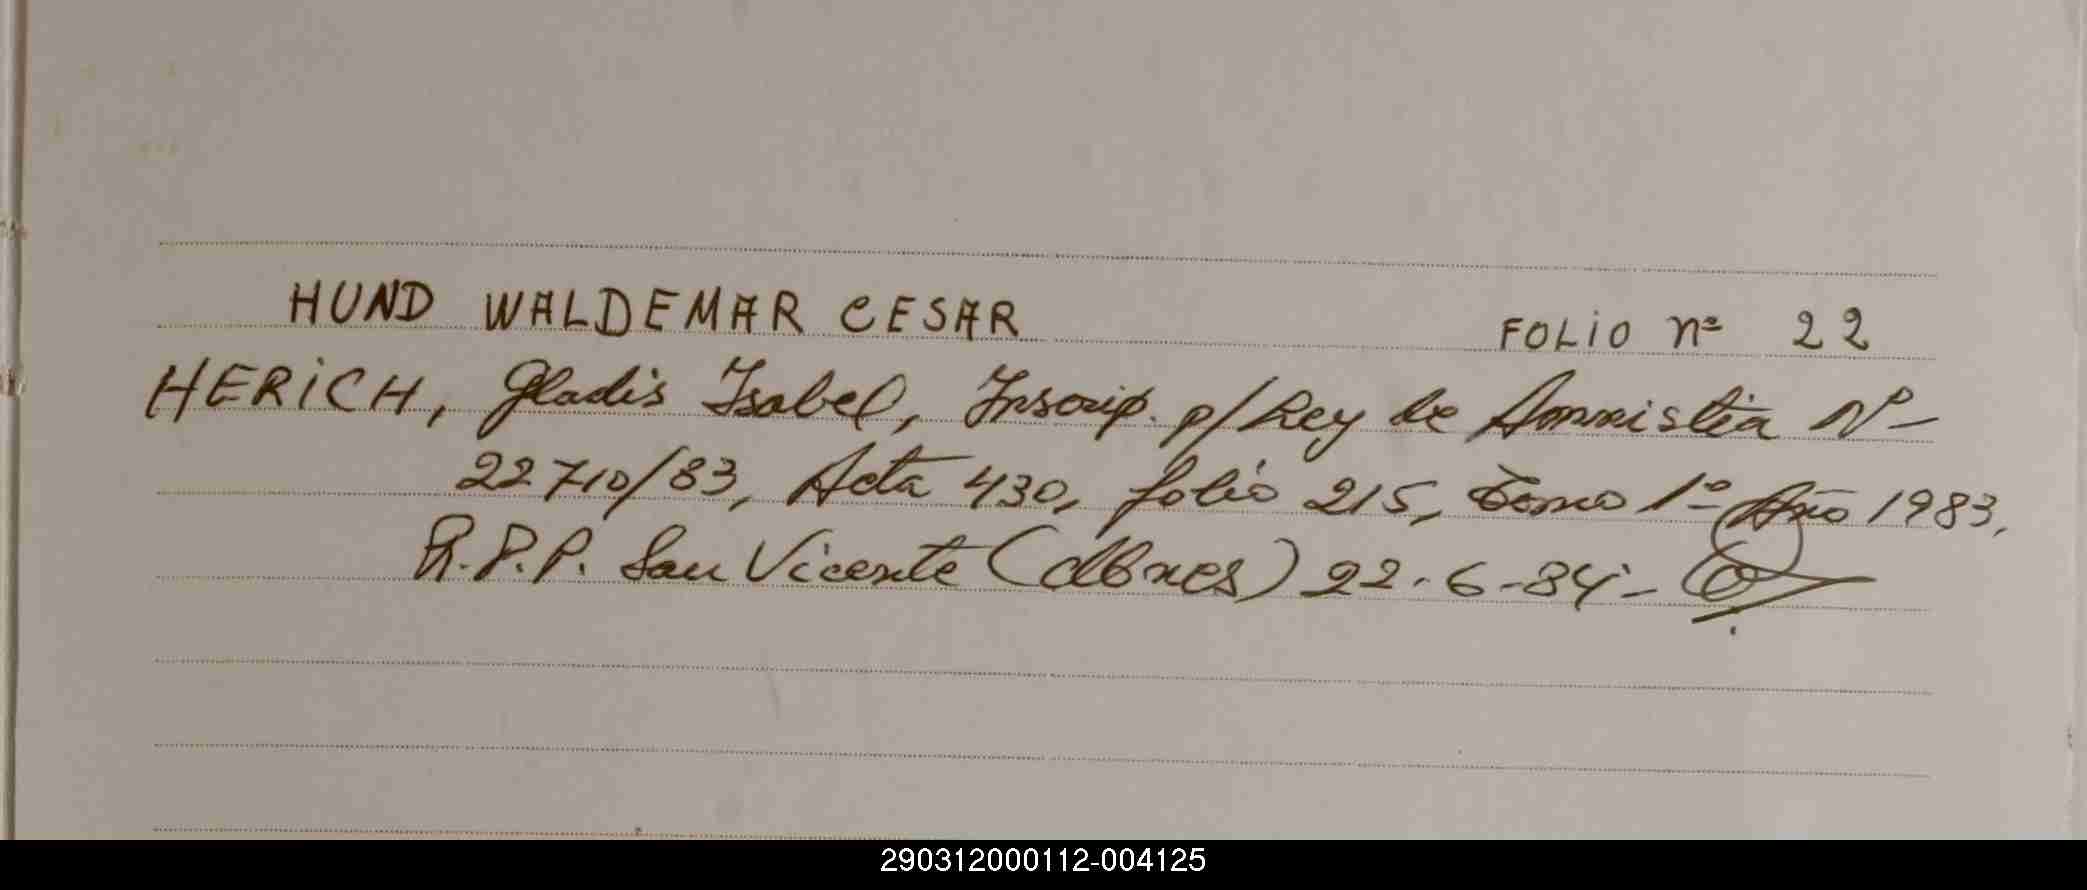 HUND WALDEMAR CESAR FOLIO nº 22
HERICH, Gladis Isabel, Inscrip. p/Ley de Amnistia Nº-
22710/83, Acta 430, folio 215, Tomo 1º Año 1983,
R.P.P. San Vicente (Mnes) 22-6-84-
290312000112-004125